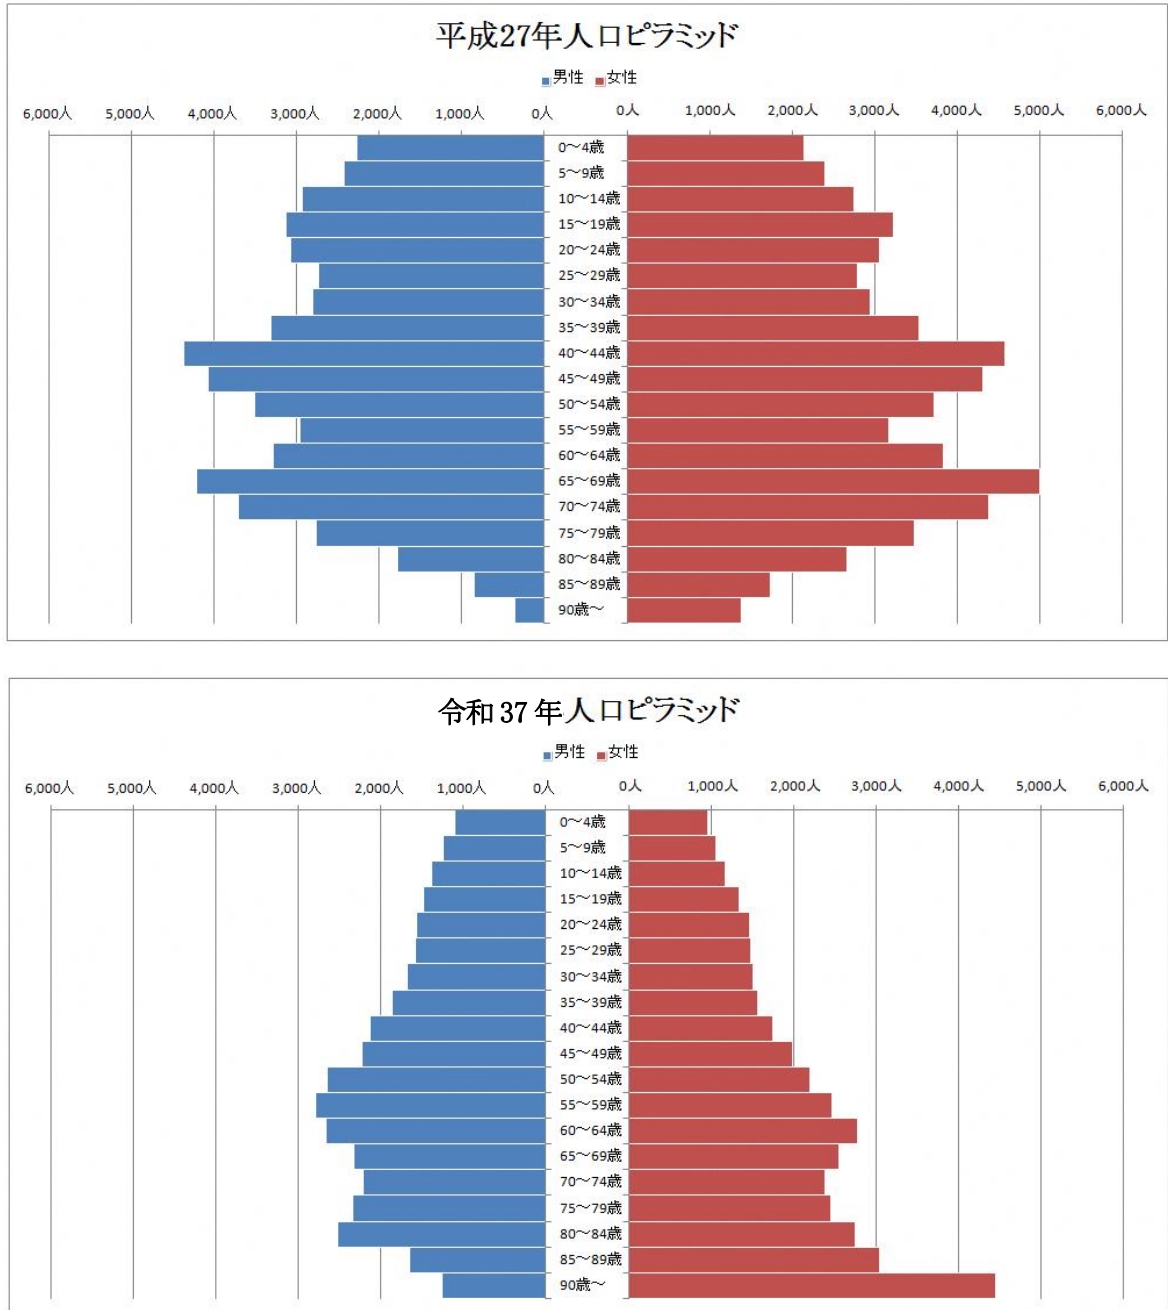 平成27年人口ピラミッド
男性 女性
6,000人 5,000人 4,000人 3,000人 2,000人 1,000人 0人 0人 1,000人 2,000人 3,000人 4,000人 5,000人 6,000人
0～4歳
5～9歳
10～14歳
15～19歳
20～24歳
25～29歳
30～34歳
35～39歳
40～44歳
45～49歳
50～54歳
55～59歳
60～64歳
65～69歳
70～74歳
75～79歳
80～84歳
85～89歳
90歳～
令和37年人口ピラミッド
男性 女性
6,000人 5,000人 4,000人 3,000人 2,000人 1,000人 0人 0人 1,000人 2,000人 3,000人 4,000人 5,000人 6,000人
0～4歳
5～9歳
10～14歳
15～19歳
20～24歳
25～29歳
30～34歳
35～39歳
40～44歳
45～49歳
50～54歳
55～59歳
60～64歳
65～69歳
70～74歳
75～79歳
80～84歳
85～89歳
90歳～